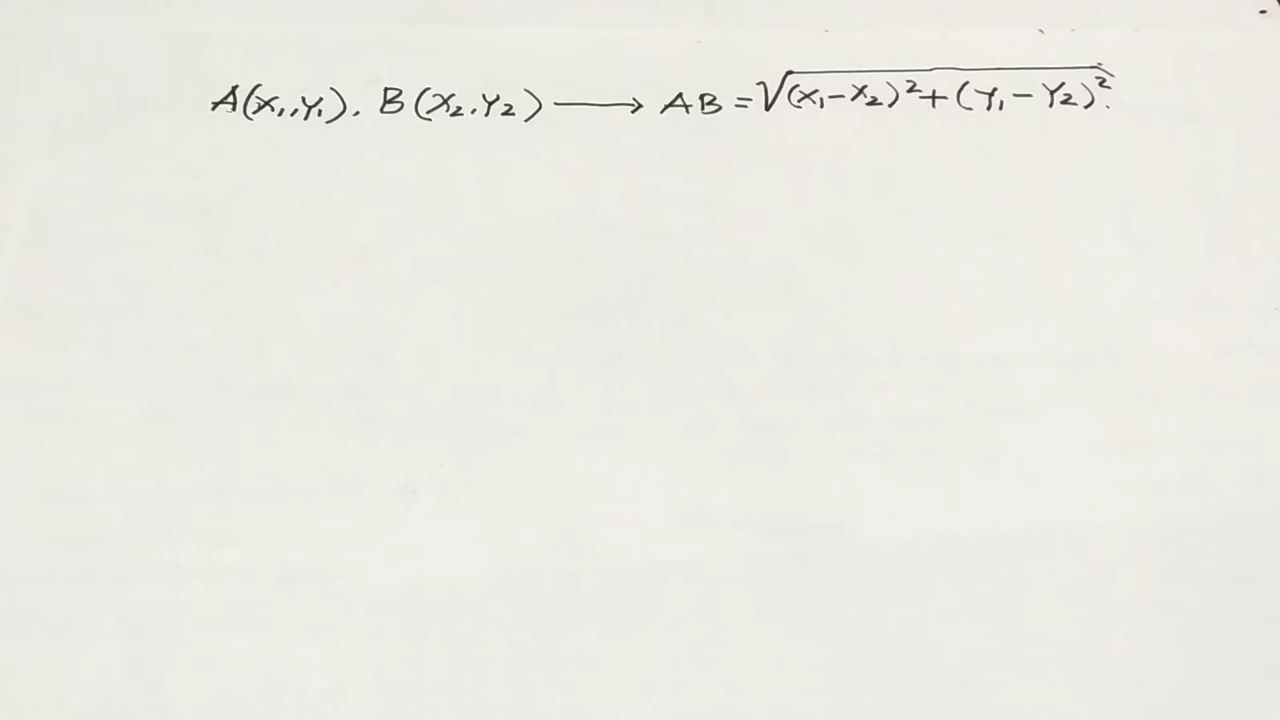 A(x₁,y₁). B(x₂,y₂) ⟶ AB = √(x₁-x₂)²+(y₁-y₂)².